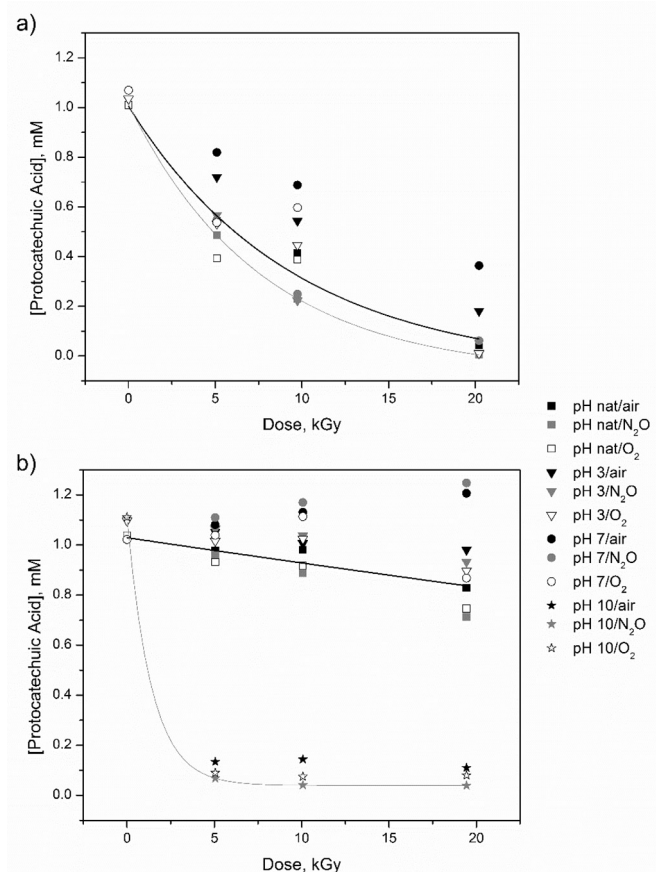 a)
1.2
1.0
0.8
0.6
0.4
0.2
0.0
[Protocatechuic Acid], mM
0 5 10 15 20
Dose, kGy
b)
1.2
1.0
0.8
0.6
0.4
0.2
0.0
[Protocatechuic Acid], mM
0 5 10 15 20
Dose, kGy
pH nat/air
pH nat/N₂O
pH nat/O₂
pH 3/air
pH 3/N₂O
pH 3/O₂
pH 7/air
pH 7/N₂O
pH 7/O₂
pH 10/air
pH 10/N₂O
pH 10/O₂